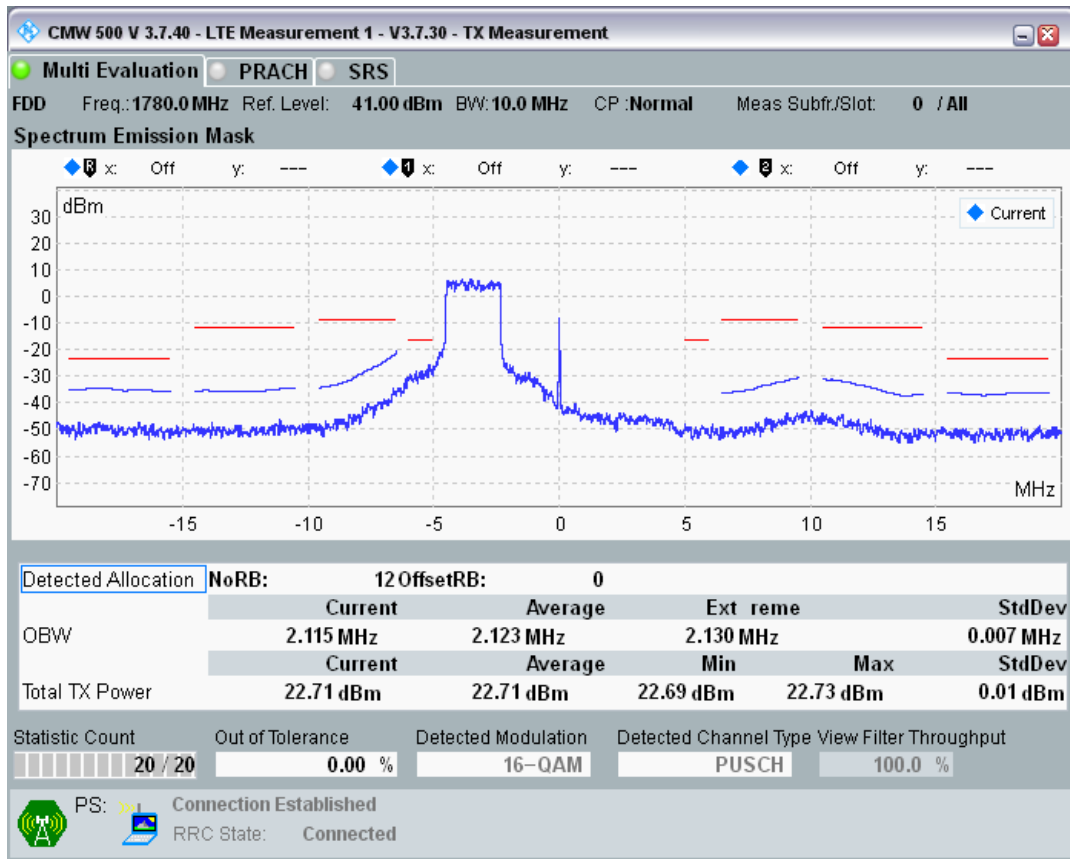 CMW 500 V 3.7.40 - LTE Measurement 1 - V3.7.30 - TX Measurement
Multi Evaluation PRACH SRS
FDD Freq.: 1780.0 MHz Ref. Level: 41.00 dBm BW: 10.0 MHz CP : Normal Meas Subfr./Slot: 0 / All
Spectrum Emission Mask
R x: Off y: --- 1 x: Off y: --- 2 x: Off y: ---
dBm
Current
30
20
10
0
-10
-20
-30
-40
-50
-60
-70
MHz
-15 -10 -5 0 5 10 15
Detected Allocation NoRB: 12 OffsetRB: 0
Current Average Ext reme StdDev
OBW 2.115 MHz 2.123 MHz 2.130 MHz 0.007 MHz
Current Average Min Max StdDev
Total TX Power 22.71 dBm 22.71 dBm 22.69 dBm 22.73 dBm 0.01 dBm
Statistic Count Out of Tolerance Detected Modulation Detected Channel Type View Filter Throughput
20 / 20 0.00 % 16-QAM PUSCH 100.0 %
PS: Connection Established
RRC State: Connected